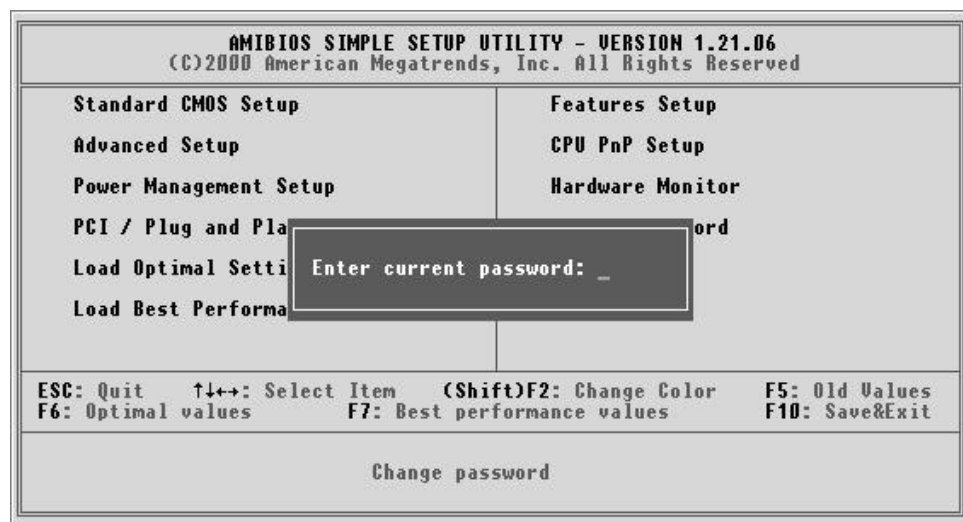 AMIBIOS SIMPLE SETUP UTILITY - VERSION 1.21.06
(C)2000 American Megatrends, Inc. All Rights Reserved
Standard CMOS Setup
Features Setup
Advanced Setup
CPU PnP Setup
Power Management Setup
Hardware Monitor
PCI / Plug and Pla
ord
Load Optimal Setti
Enter current password: _
Load Best Performa
ESC: Quit ↑↓←→: Select Item (Shift)F2: Change Color F5: Old Values
F6: Optimal values F7: Best performance values F10: Save&Exit
Change password